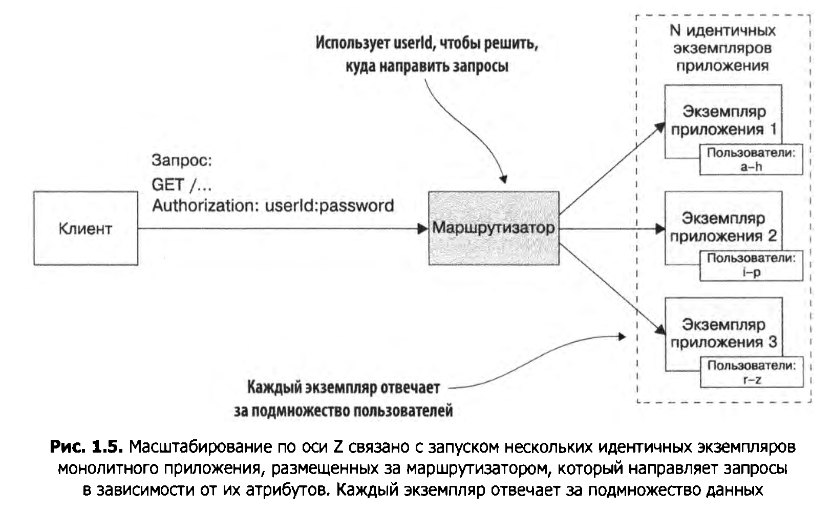 Использует userId, чтобы решить,
куда направить запросы
N идентичных
экземпляров
приложения
Запрос:
GET /...
Authorization: userId:password
Клиент
Маршрутизатор
Экземпляр
приложения 1
Пользователи:
a–h
Экземпляр
приложения 2
Пользователи:
i–p
Экземпляр
приложения 3
Пользователи:
r–z
Каждый экземпляр отвечает
за подмножество пользователей
Рис. 1.5. Масштабирование по оси Z связано с запуском нескольких идентичных экземпляров
монолитного приложения, размещенных за маршрутизатором, который направляет запросы
в зависимости от их атрибутов. Каждый экземпляр отвечает за подмножество данных